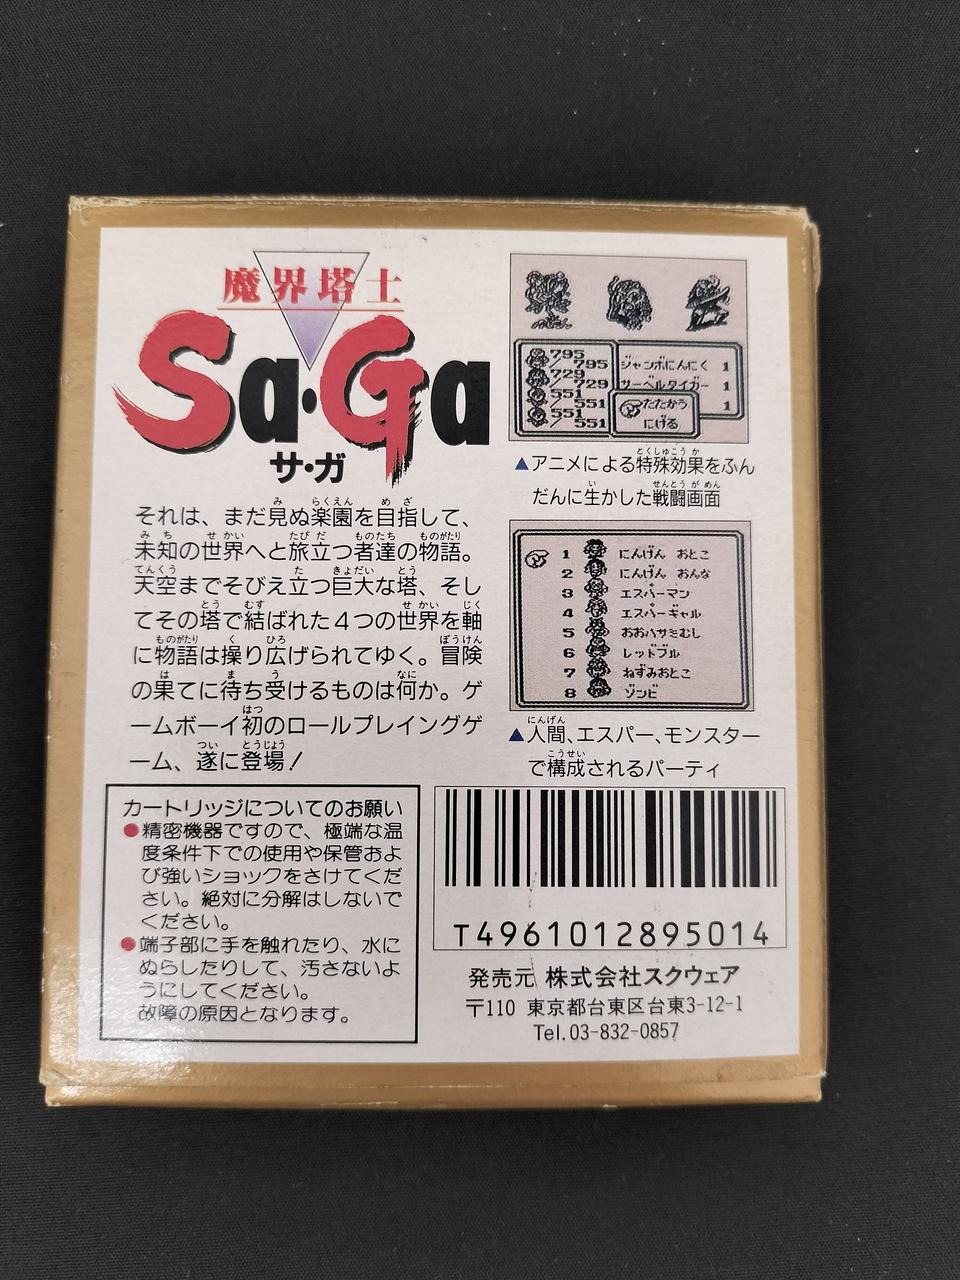 魔界塔士
Sa・Ga
サ・ガ
それは、まだ見ぬ楽園を目指して、
未知の世界へと旅立つ者達の物語。
天空までそびえ立つ巨大な塔、そし
てその塔で結ばれた4つの世界を軸
に物語は操り広げられてゆく。冒険
の果てに待ち受けるものは何か。ゲ
ームボーイ初のロールプレイングゲ
ーム、遂に登場!
795
795
729
729
551
551
551
551
ジャンボにんにく 1
サーベルタイガー 1
1
たたかう
にげる
▲アニメによる特殊効果をふん
だんに生かした戦闘画面
1 にんげん おとこ
2 にんげん おんな
3 エスパーマン
4 エスパーギャル
5 おおハサミむし
6 レッドブル
7 ねずみおとこ
8 ゾンビ
▲人間、エスパー、モンスター
で構成されるパーティ
カートリッジについてのお願い
●精密機器ですので、極端な温
度条件下での使用や保管およ
び強いショックをさけてくだ
さい。絶対に分解はしないで
ください。
●端子部に手を触れたり、水に
ぬらしたりして、汚さないよ
うにしてください。
故障の原因となります。
T4961012895014
発売元 株式会社スクウェア
〒110 東京都台東区台東3-12-1
Tel.03-832-0857